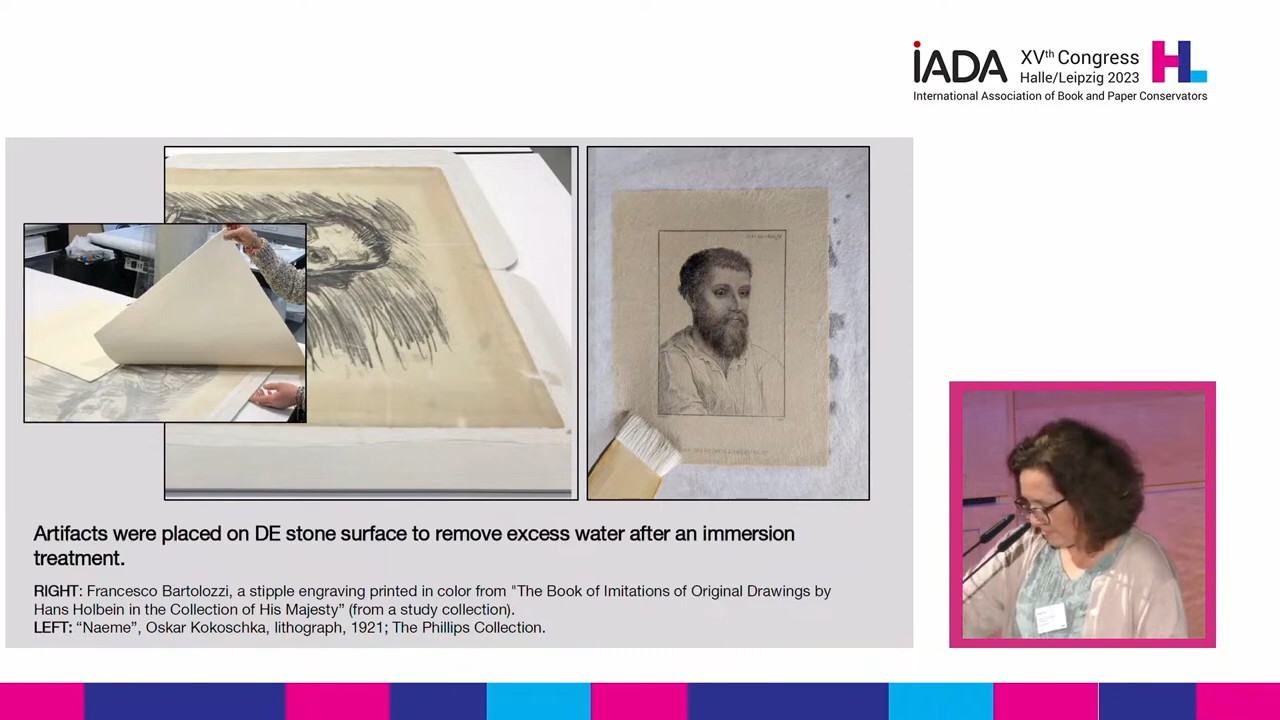 iADA
XVth Congress
Halle/Leipzig 2023
HL
International Association of Book and Paper Conservators
Artifacts were placed on DE stone surface to remove excess water after an immersion
treatment.
RIGHT: Francesco Bartolozzi, a stipple engraving printed in color from "The Book of Imitations of Original Drawings by
Hans Holbein in the Collection of His Majesty” (from a study collection).
LEFT: “Naeme”, Oskar Kokoschka, lithograph, 1921; The Phillips Collection.